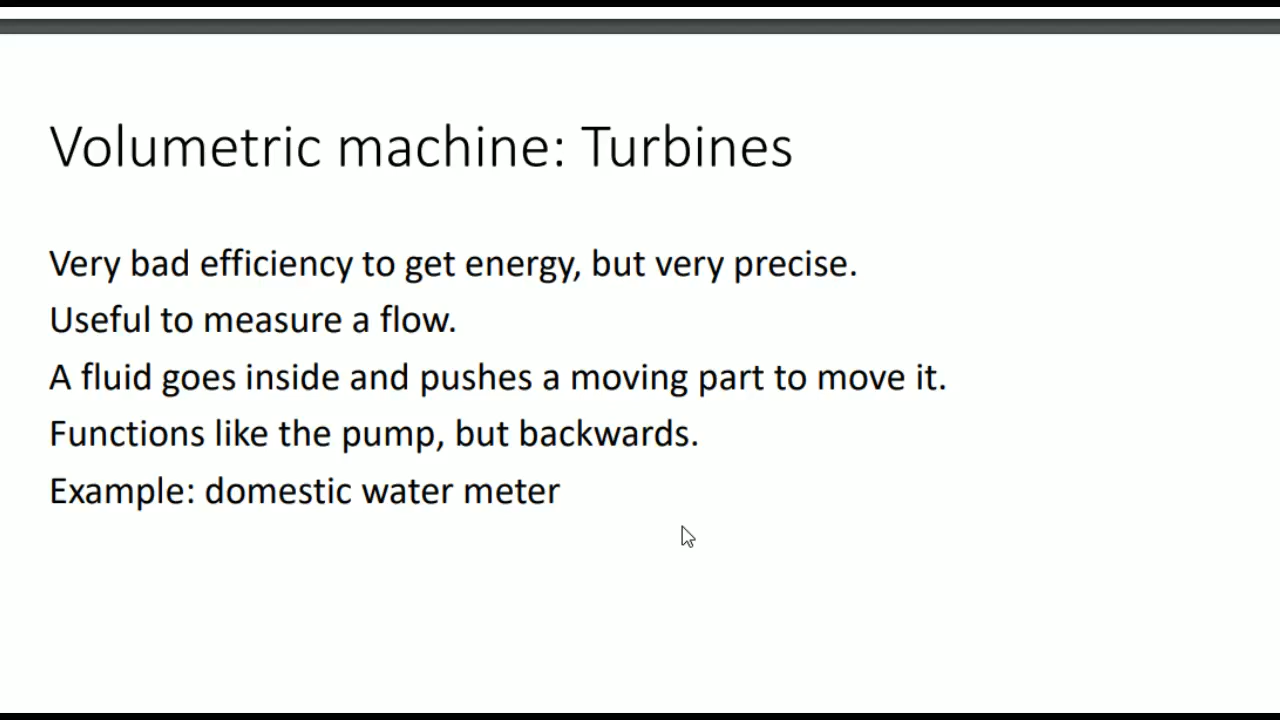 Volumetric machine: Turbines
Very bad efficiency to get energy, but very precise.
Useful to measure a flow.
A fluid goes inside and pushes a moving part to move it.
Functions like the pump, but backwards.
Example: domestic water meter